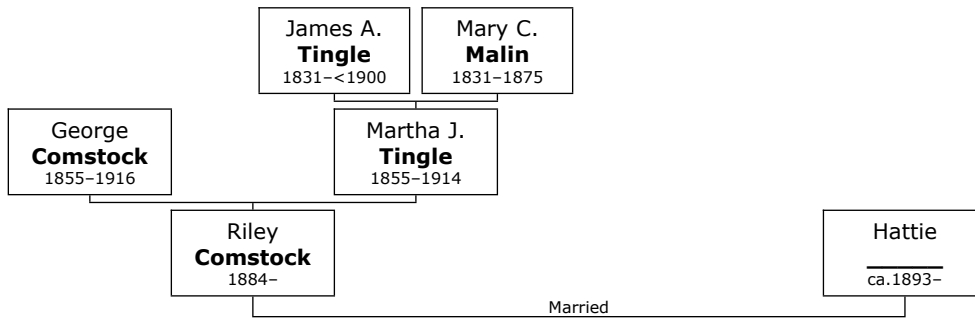 James A.
Tingle
1831–<1900
Mary C.
Malin
1831–1875
George
Comstock
1855–1916
Martha J.
Tingle
1855–1914
Riley
Comstock
1884–
Hattie
ca.1893–
Married